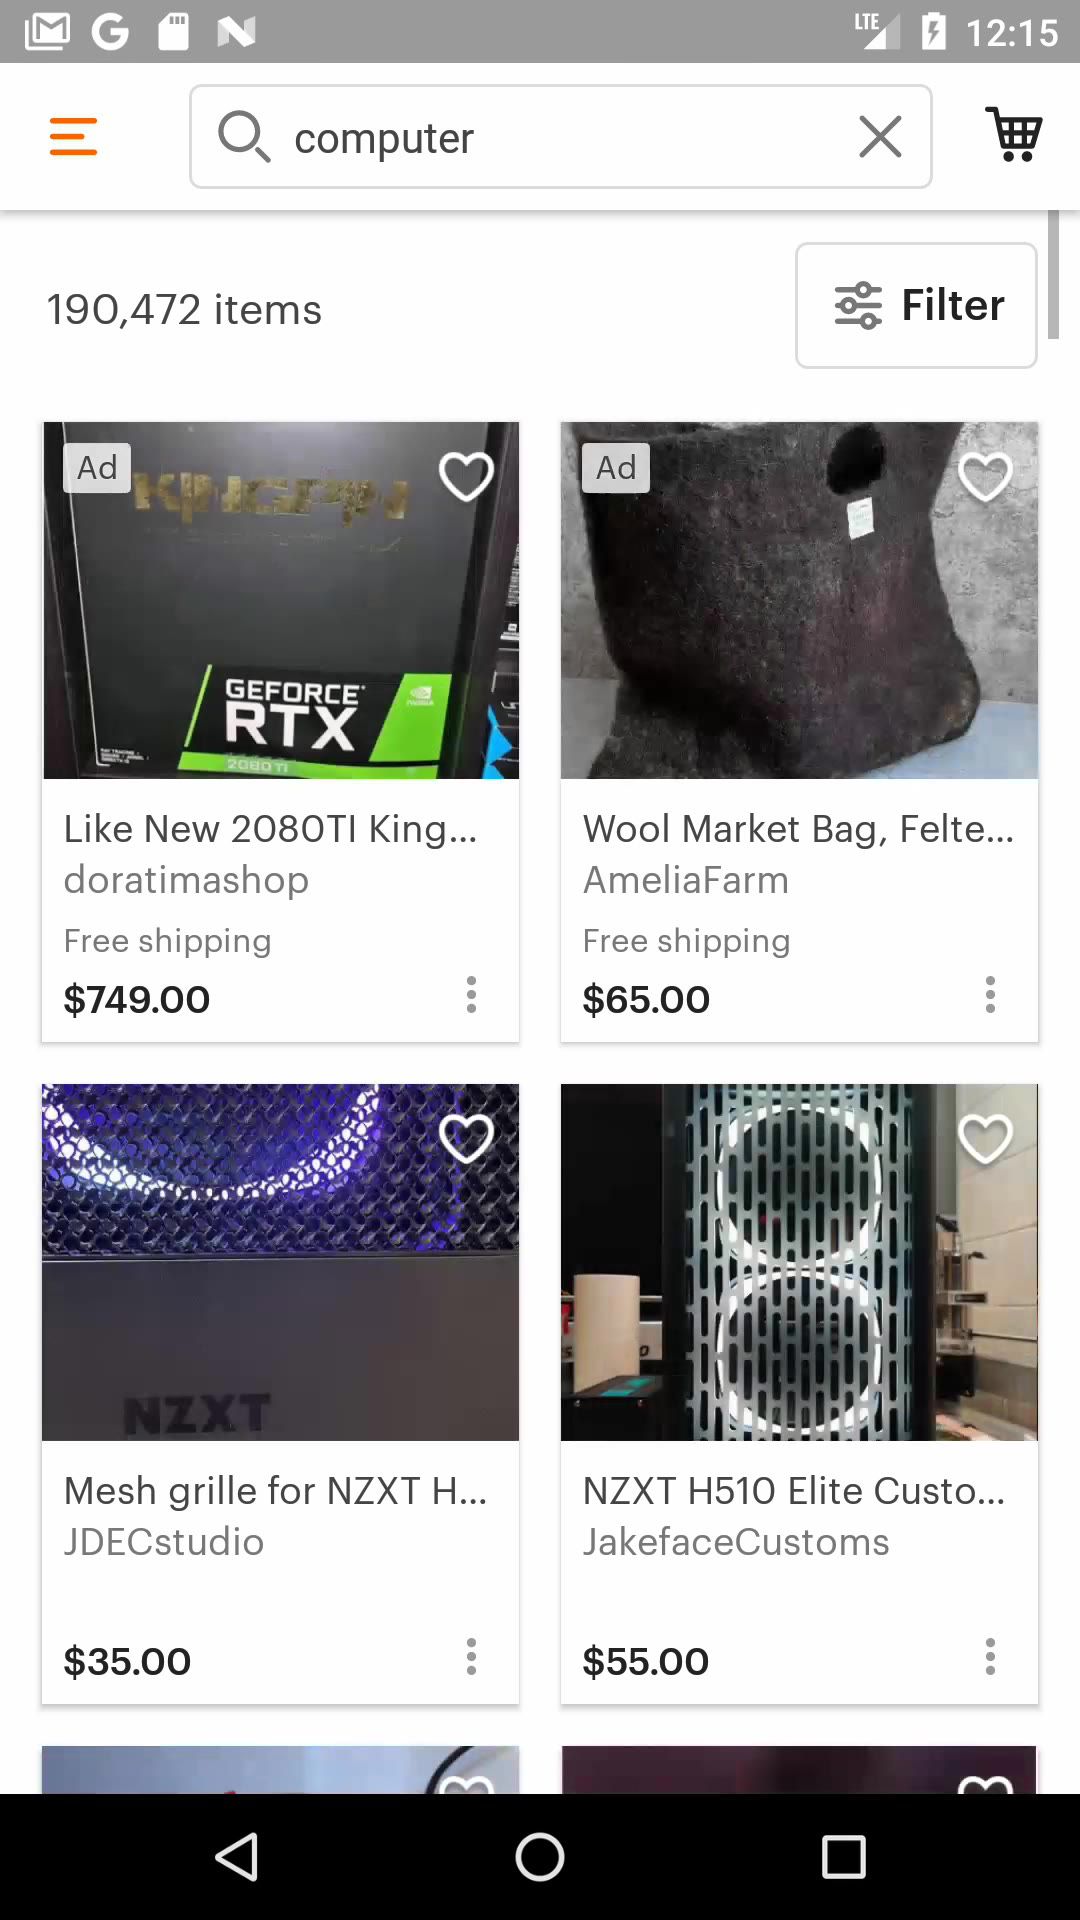 LTE 12:15
computer
190,472 items
Filter
Ad
KINGPIN
GEFORCE
RTX
2080 TI
NVIDIA
Ad
Like New 2080TI King...
doratimashop
Free shipping
$749.00
Wool Market Bag, Felte...
AmeliaFarm
Free shipping
$65.00
NZXT
Mesh grille for NZXT H...
JDECstudio
$35.00
NZXT H510 Elite Custo...
JakefaceCustoms
$55.00